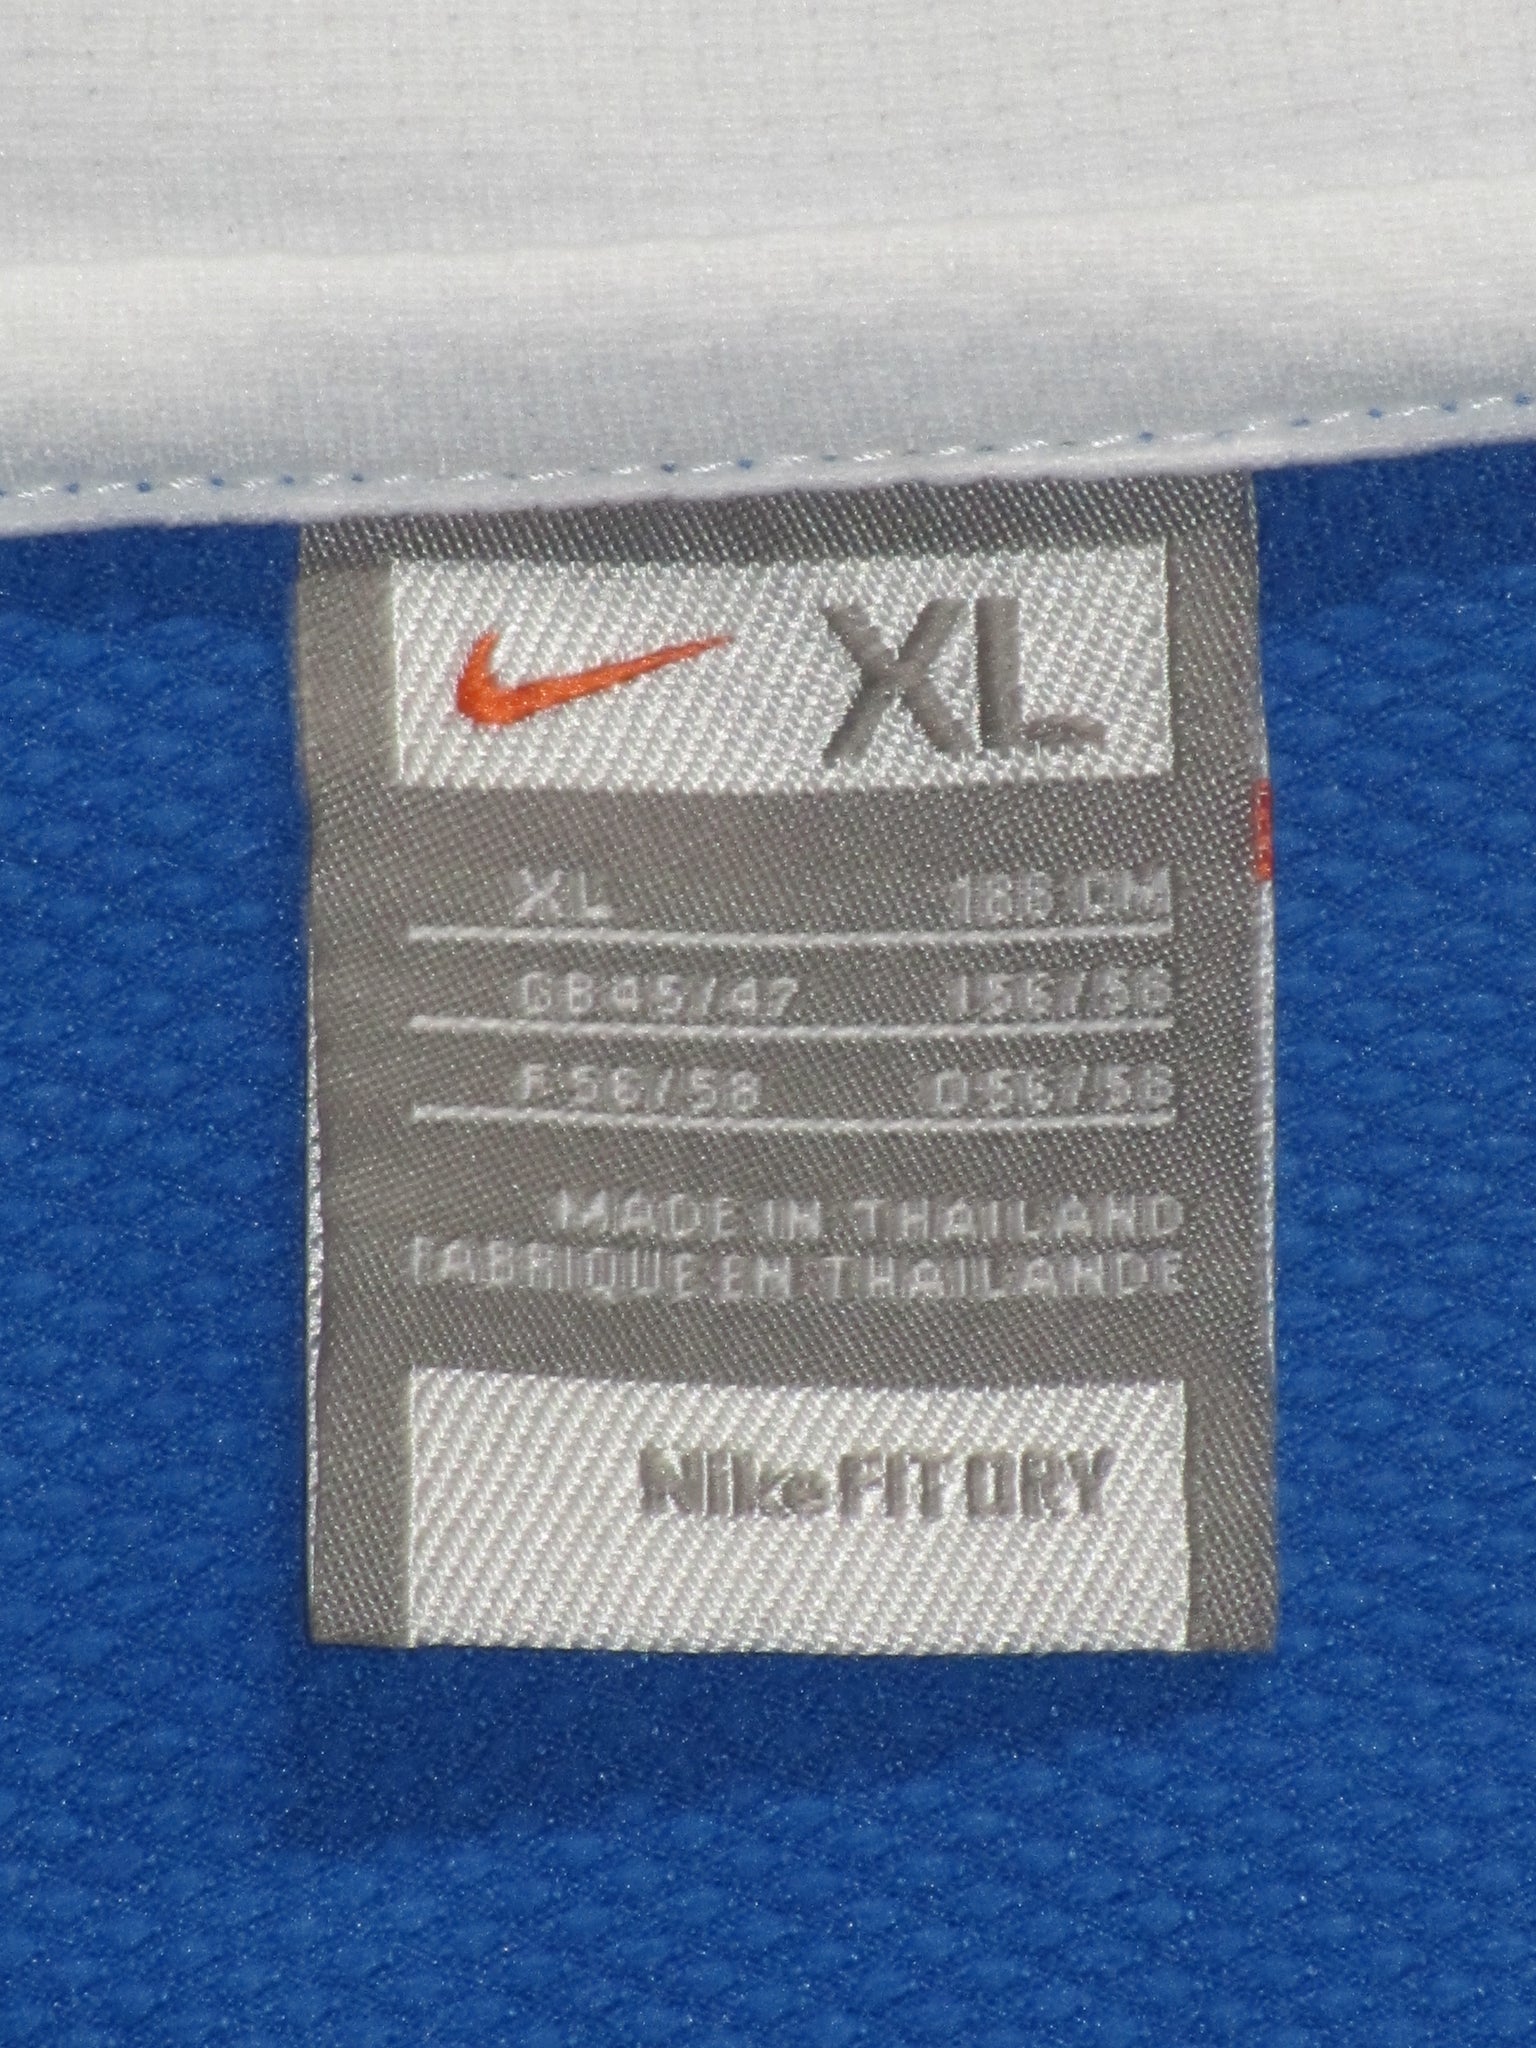 XL
XL 188 CM
GB 45/47 I 56/58
F 56/58 D 56/58
MADE IN THAILAND
FABRIQUE EN THAILANDE
Nike FIT DRY